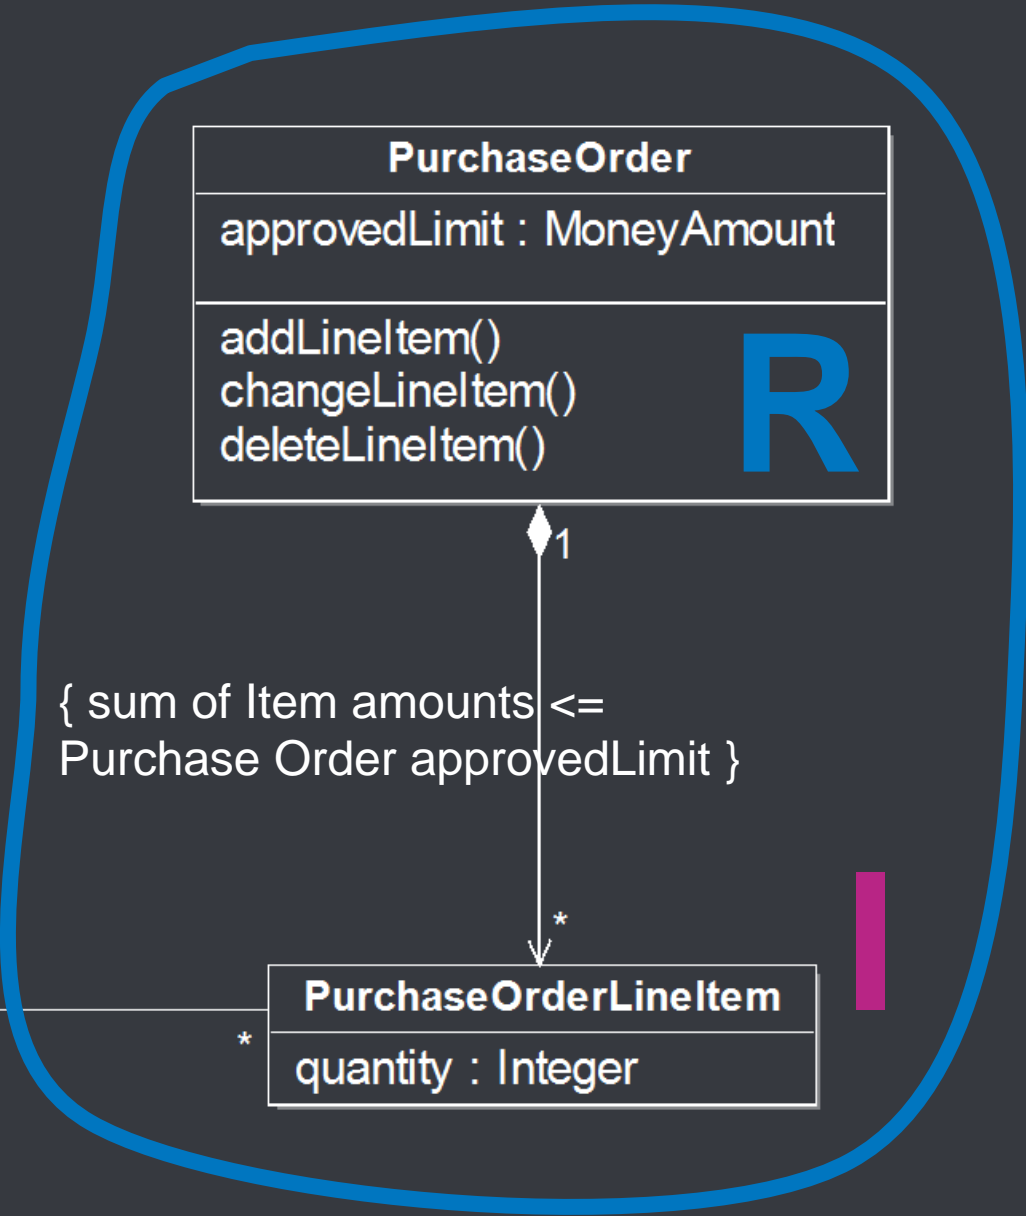 PurchaseOrder
approvedLimit : MoneyAmount
addLineItem()
changeLineItem()
deleteLineItem()
R
1
{ sum of Item amounts <=
Purchase Order approvedLimit }
*
I
PurchaseOrderLineItem
*
quantity : Integer